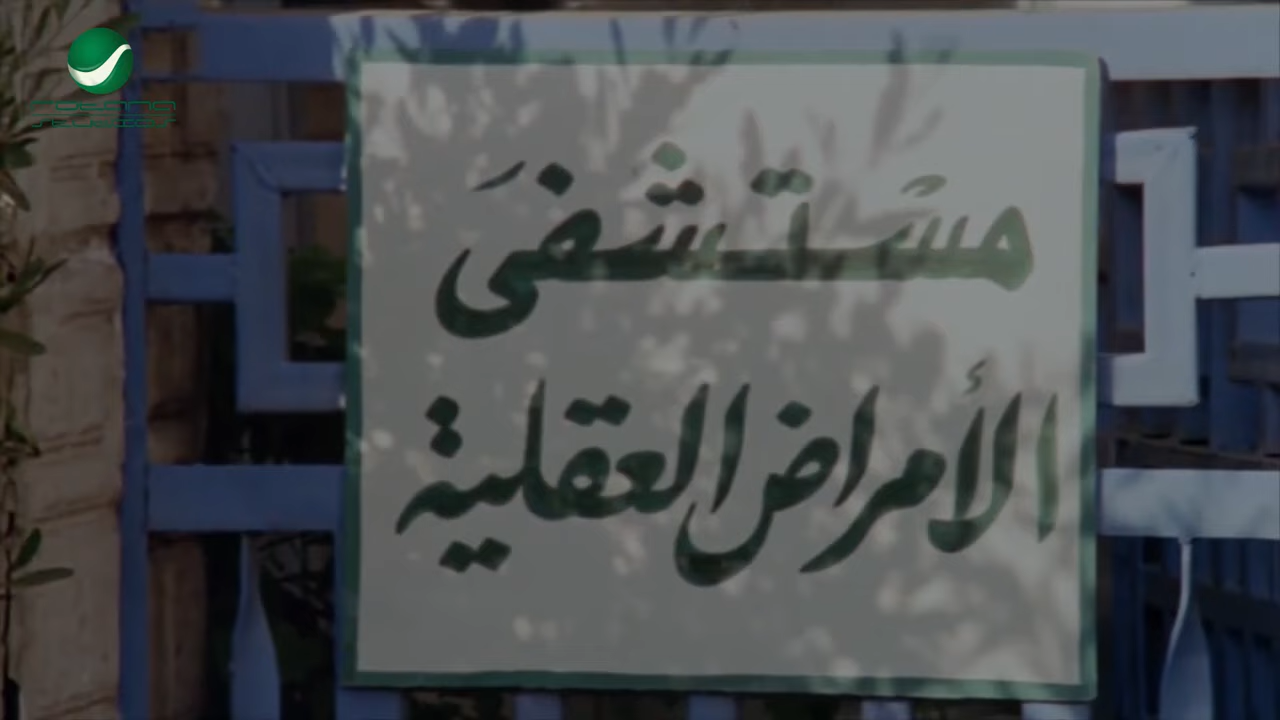 مستشفى
الأمراض العقلية